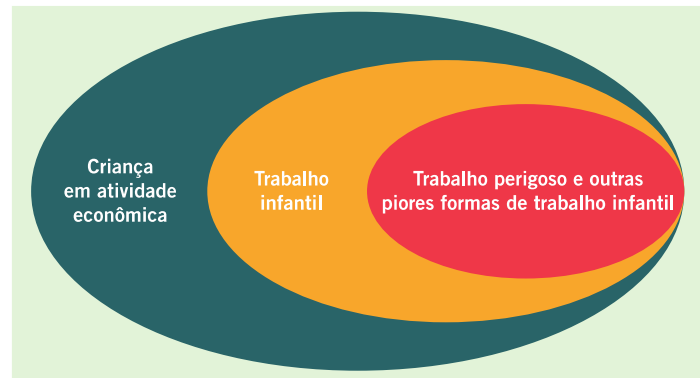 Criança
em atividade
econômica
Trabalho
infantil
Trabalho perigoso e outras
piores formas de trabalho infantil